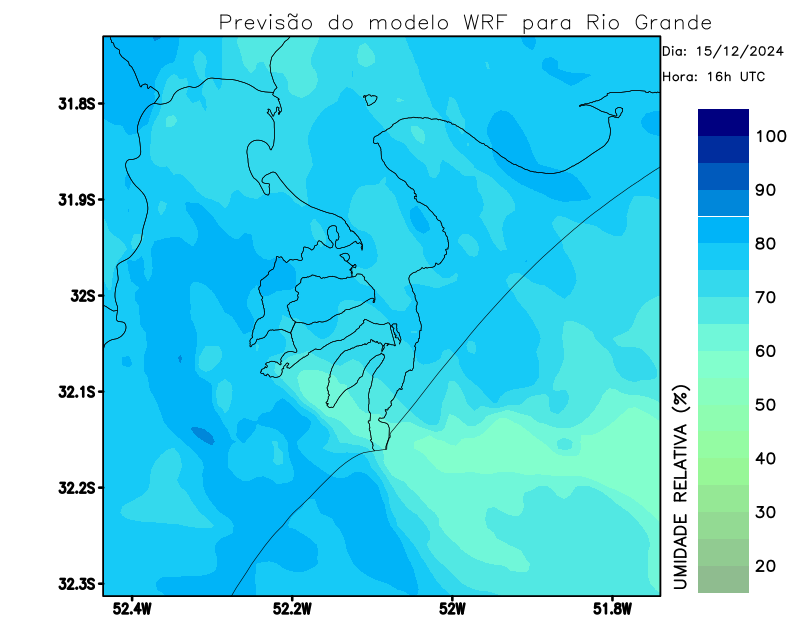 Previsão do modelo WRF para Rio Grande
Dia: 15/12/2024
Hora: 16h UTC
31.8S
31.9S
32S
32.1S
32.2S
32.3S
52.4W
52.2W
52W
51.8W
100
90
80
70
60
50
40
30
20
UMIDADE RELATIVA (%)